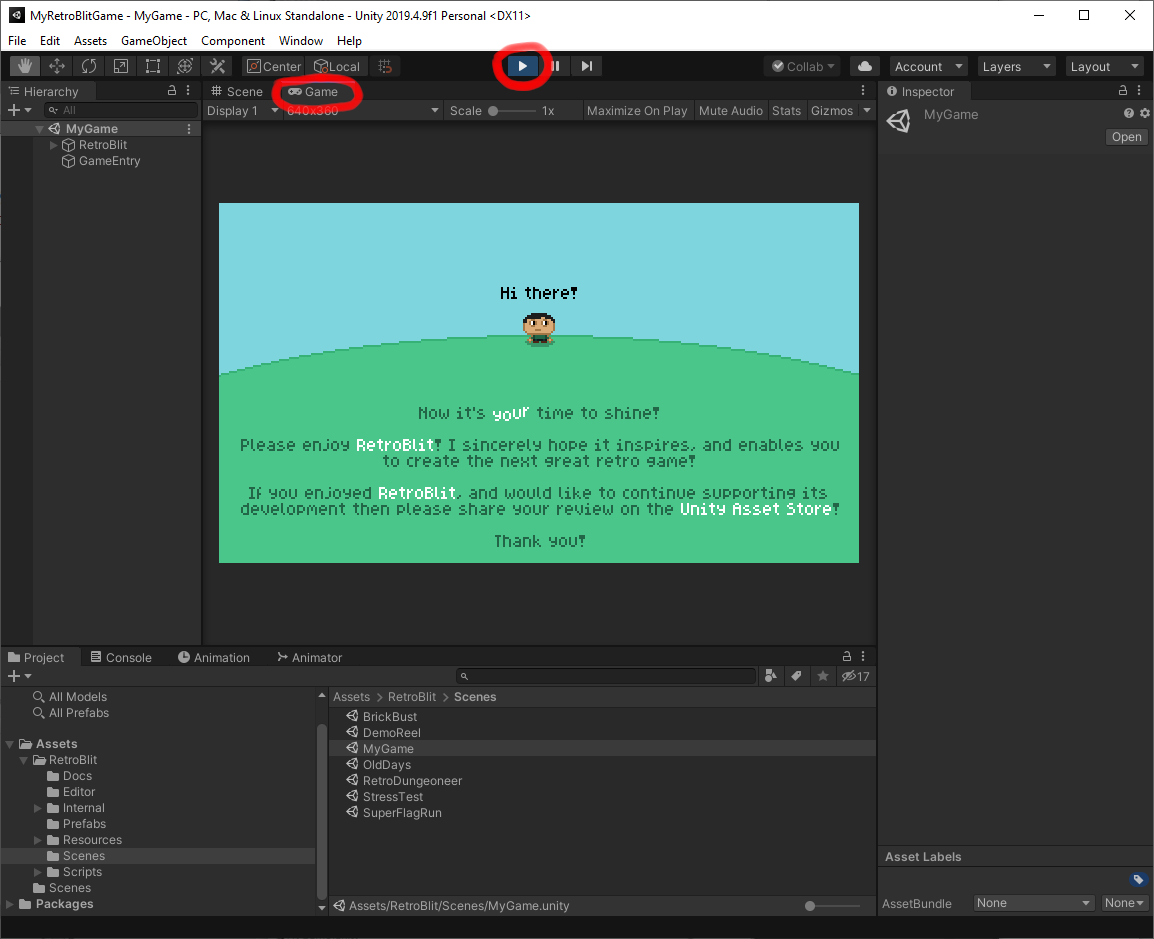 MyRetroBlitGame - MyGame - PC, Mac & Linux Standalone - Unity 2019.4.9f1 Personal <DX11>
File Edit Assets GameObject Component Window Help
Center Local Collab Account Layers Layout
Hierarchy
All
MyGame
RetroBlit
GameEntry
Scene Game
Display 1 640x360 Scale 1x Maximize On Play Mute Audio Stats Gizmos
Hi there!
Now it's your time to shine!
Please enjoy RetroBlit! I sincerely hope it inspires, and enables you
to create the next great retro game!
If you enjoyed RetroBlit, and would like to continue supporting its
development then please share your review on the Unity Asset Store!
Thank you!
Inspector
MyGame
Open
Project Console Animation Animator
17
All Models
All Prefabs
Assets
RetroBlit
Docs
Editor
Internal
Prefabs
Resources
Scenes
Scripts
Scenes
Packages
Assets > RetroBlit > Scenes
BrickBust
DemoReel
MyGame
OldDays
RetroDungeoneer
StressTest
SuperFlagRun
Assets/RetroBlit/Scenes/MyGame.unity
Asset Labels
AssetBundle None None